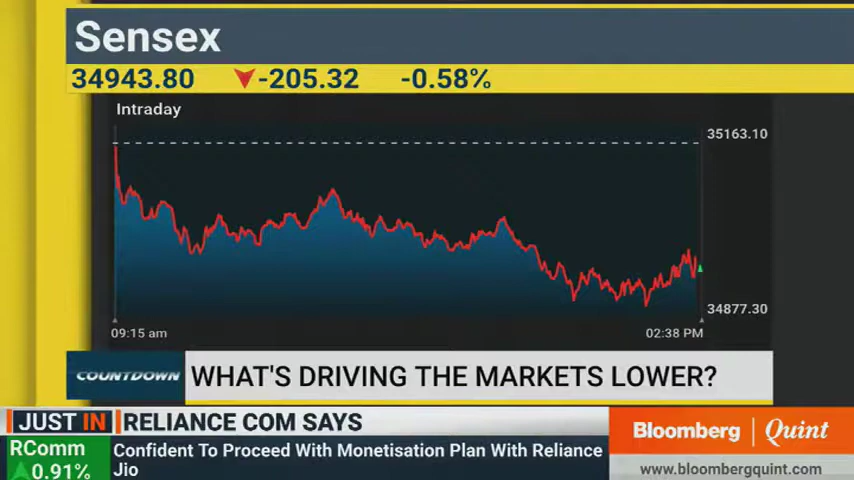 Sensex
34943.80 -205.32 -0.58%
Intraday
35163.10
34877.30
09:15 am 02:38 PM
COUNTDOWN WHAT'S DRIVING THE MARKETS LOWER?
JUST IN RELIANCE COM SAYS
RComm
0.91%
Confident To Proceed With Monetisation Plan With Reliance
Jio
Bloomberg Quint
www.bloombergquint.com